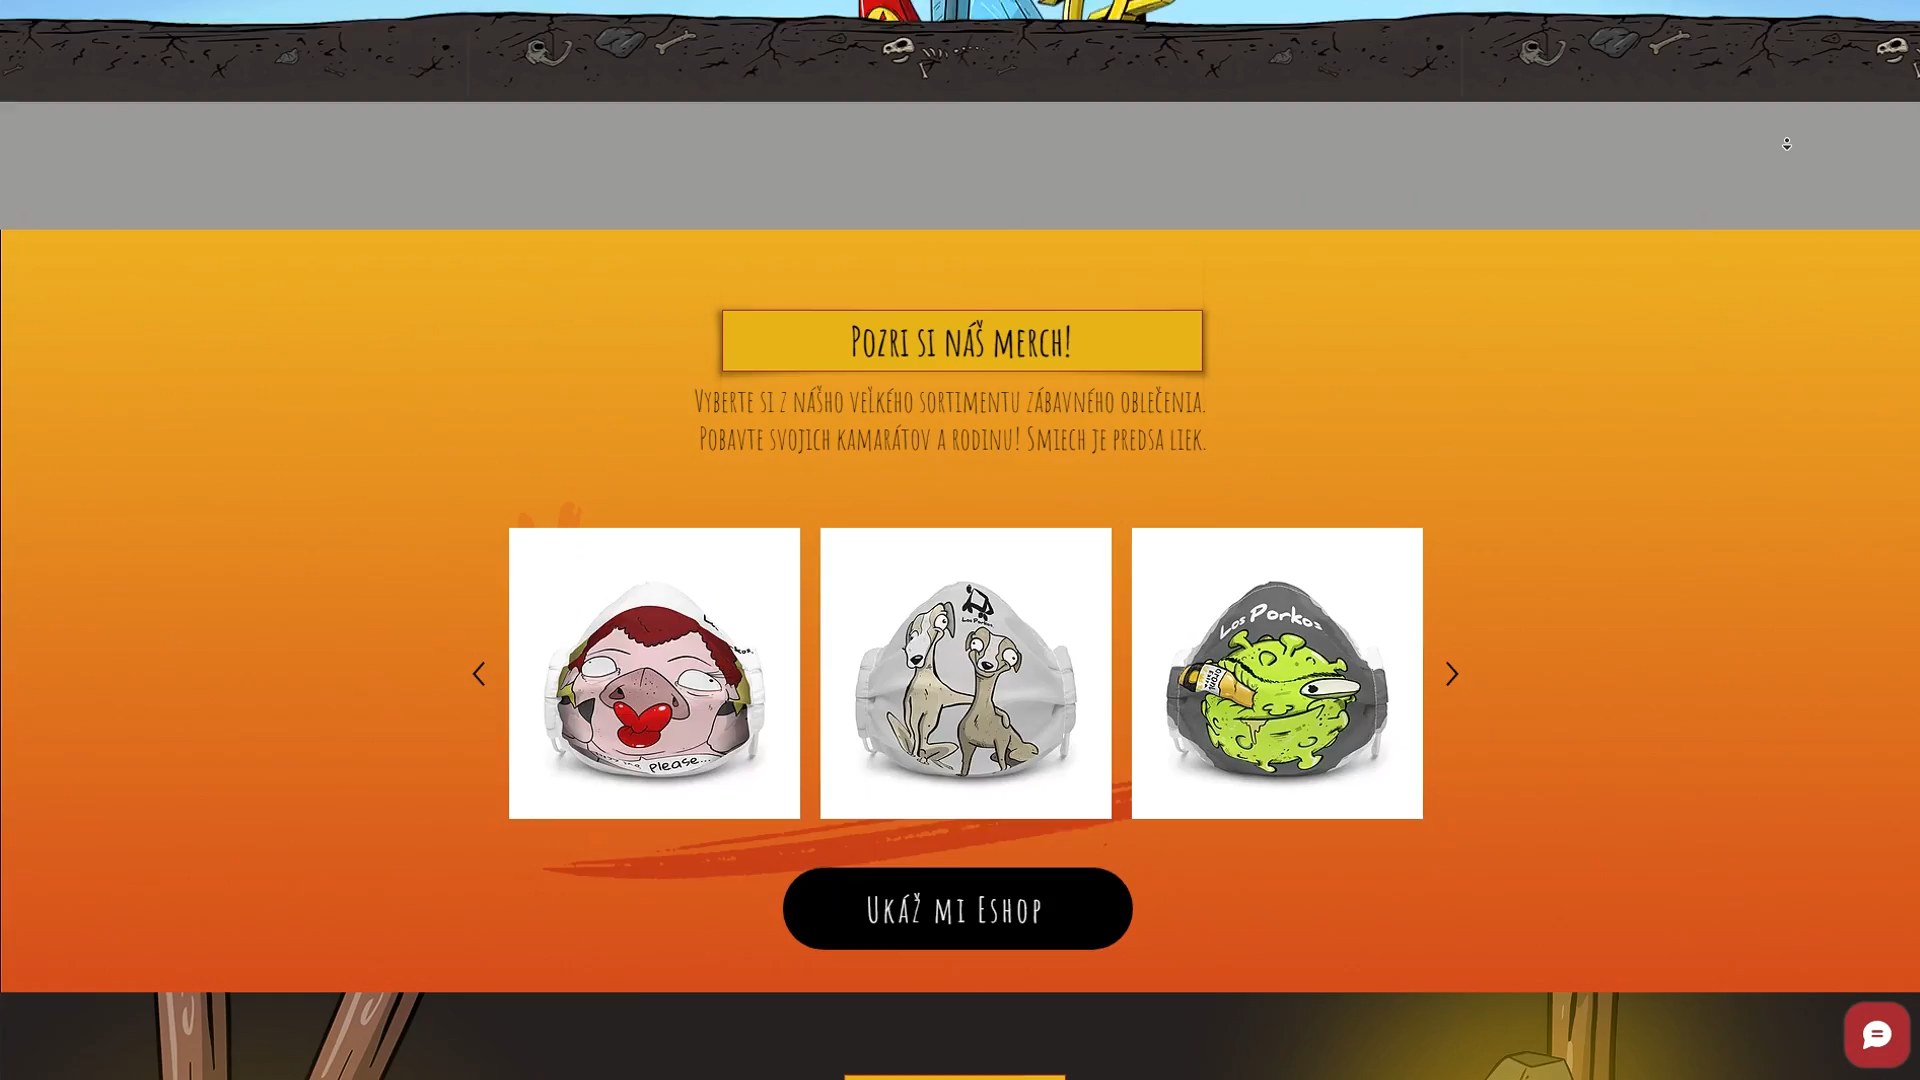 Pozri si náš merch!
Vyberte si z nášho veľkého sortimentu zábavného oblečenia.
Pobavte svojich kamarátov a rodinu! Smiech je predsa liek.
Please...
Los Porkos
Los Porkos
Ukáž mi Eshop